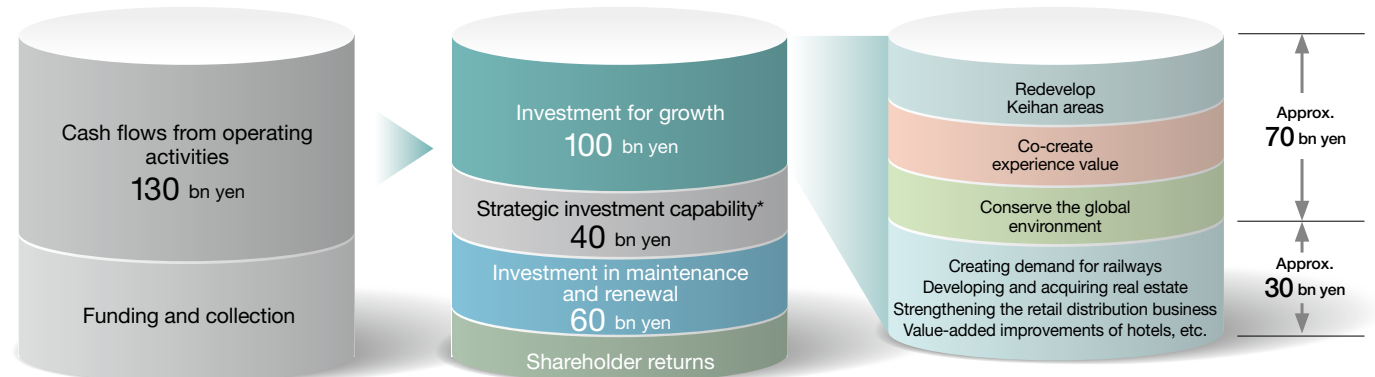 Cash flows from operating
activities
130 bn yen
Funding and collection
Investment for growth
100 bn yen
Strategic investment capability*
40 bn yen
Investment in maintenance
and renewal
60 bn yen
Shareholder returns
Redevelop
Keihan areas
Co-create
experience value
Conserve the global
environment
Creating demand for railways
Developing and acquiring real estate
Strengthening the retail distribution business
Value-added improvements of hotels, etc.
Approx.
70 bn yen
Approx.
30 bn yen